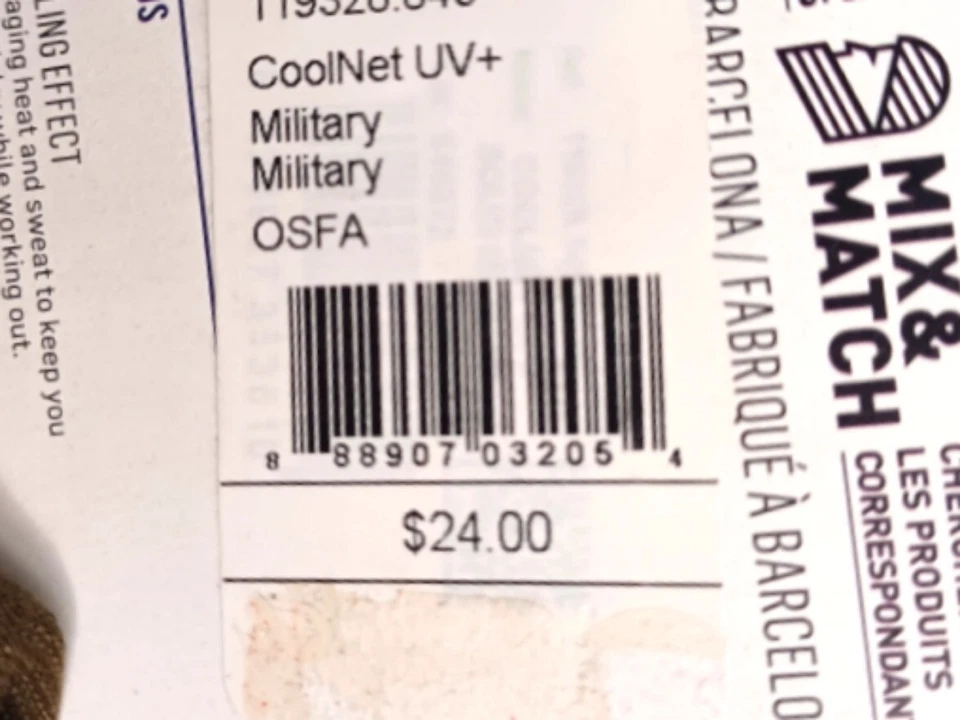 CoolNet UV+
Military
Military
OSFA
8 88907 03205 4
$24.00
LING EFFECT
aging heat and sweat to keep you
while working out.
BARCELONA / FABRIQUÉ À BARCELO
MIX&
MATCH
LES PRODUITS
CORRESPONDAN